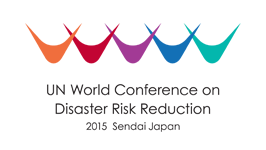 UN World Conference on
Disaster Risk Reduction
2015 Sendai Japan